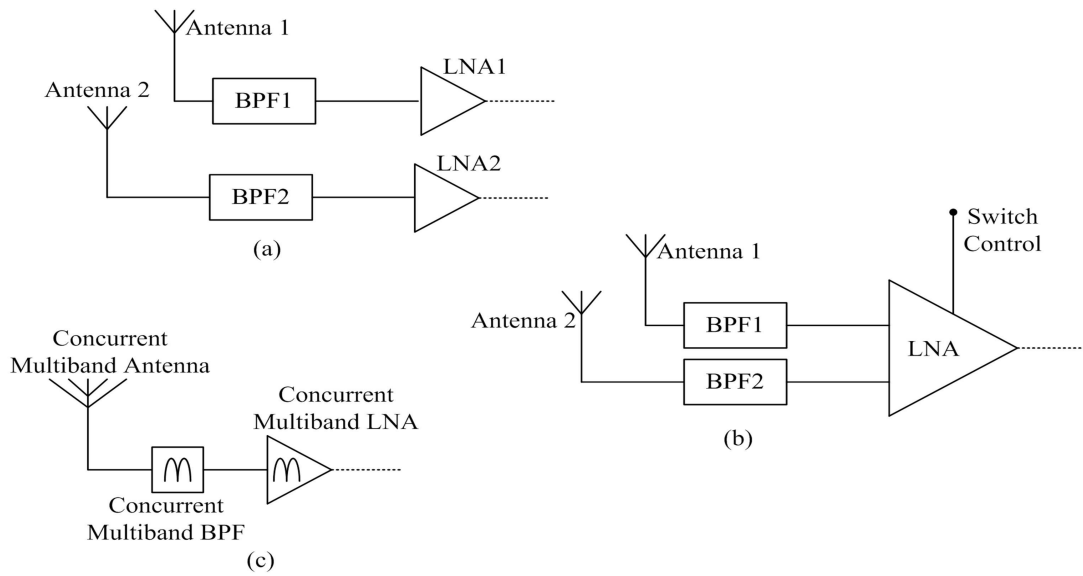 Antenna 1
BPF1
LNA1
Antenna 2
BPF2
LNA2
(a)
Switch
Control
Antenna 1
BPF1
Antenna 2
BPF2
LNA
(b)
Concurrent
Multiband Antenna
Concurrent
Multiband LNA
Concurrent
Multiband BPF
(c)